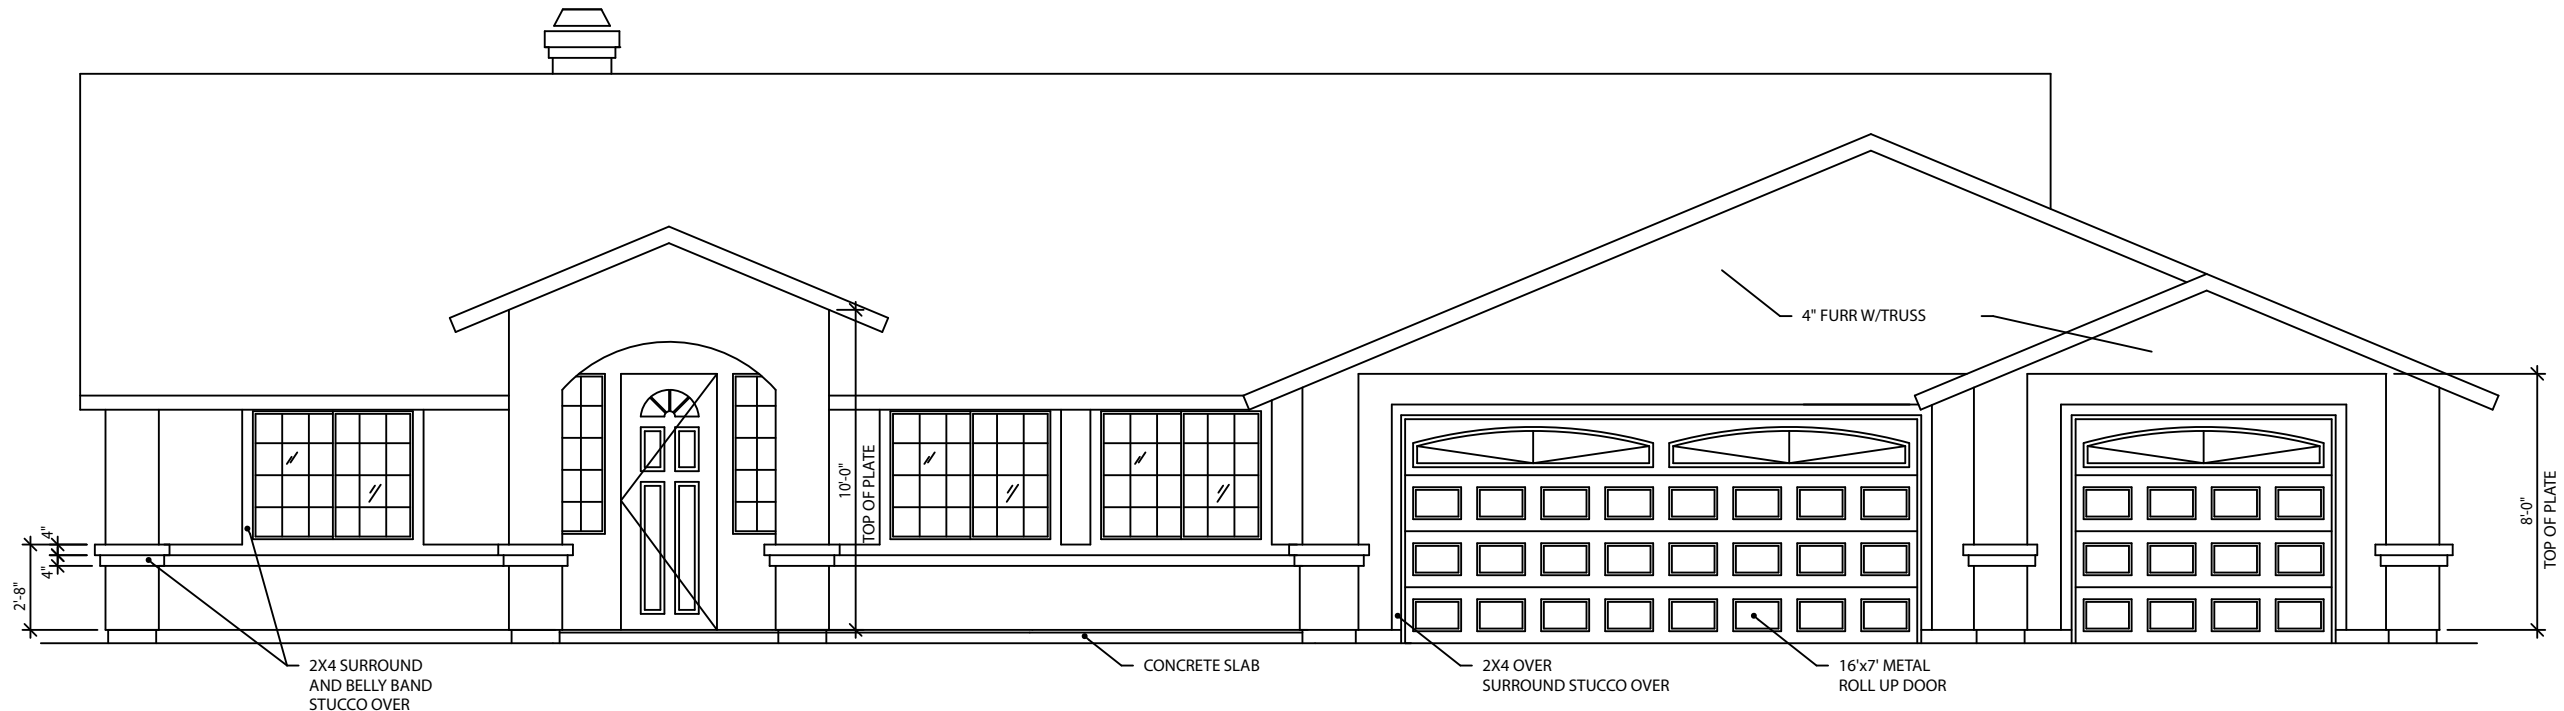 4" FURR W/TRUSS
10'-0"
TOP OF PLATE
8'-0"
TOP OF PLATE
4"
4"
2'-8"
2X4 SURROUND
AND BELLY BAND
STUCCO OVER
CONCRETE SLAB
2X4 OVER
SURROUND STUCCO OVER
16'x7' METAL
ROLL UP DOOR